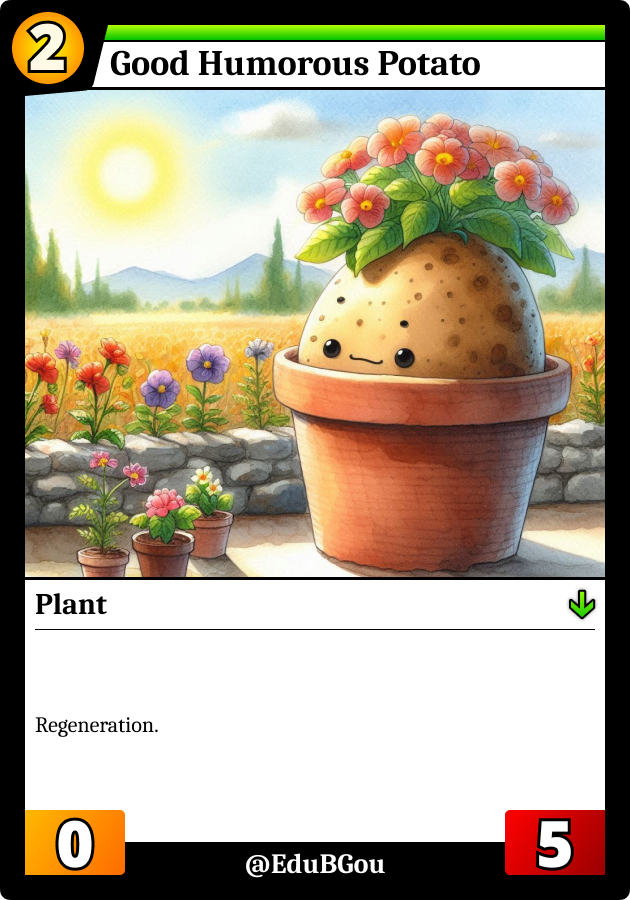 2
Good Humorous Potato
Plant
Regeneration.
0
@EduBGou
5